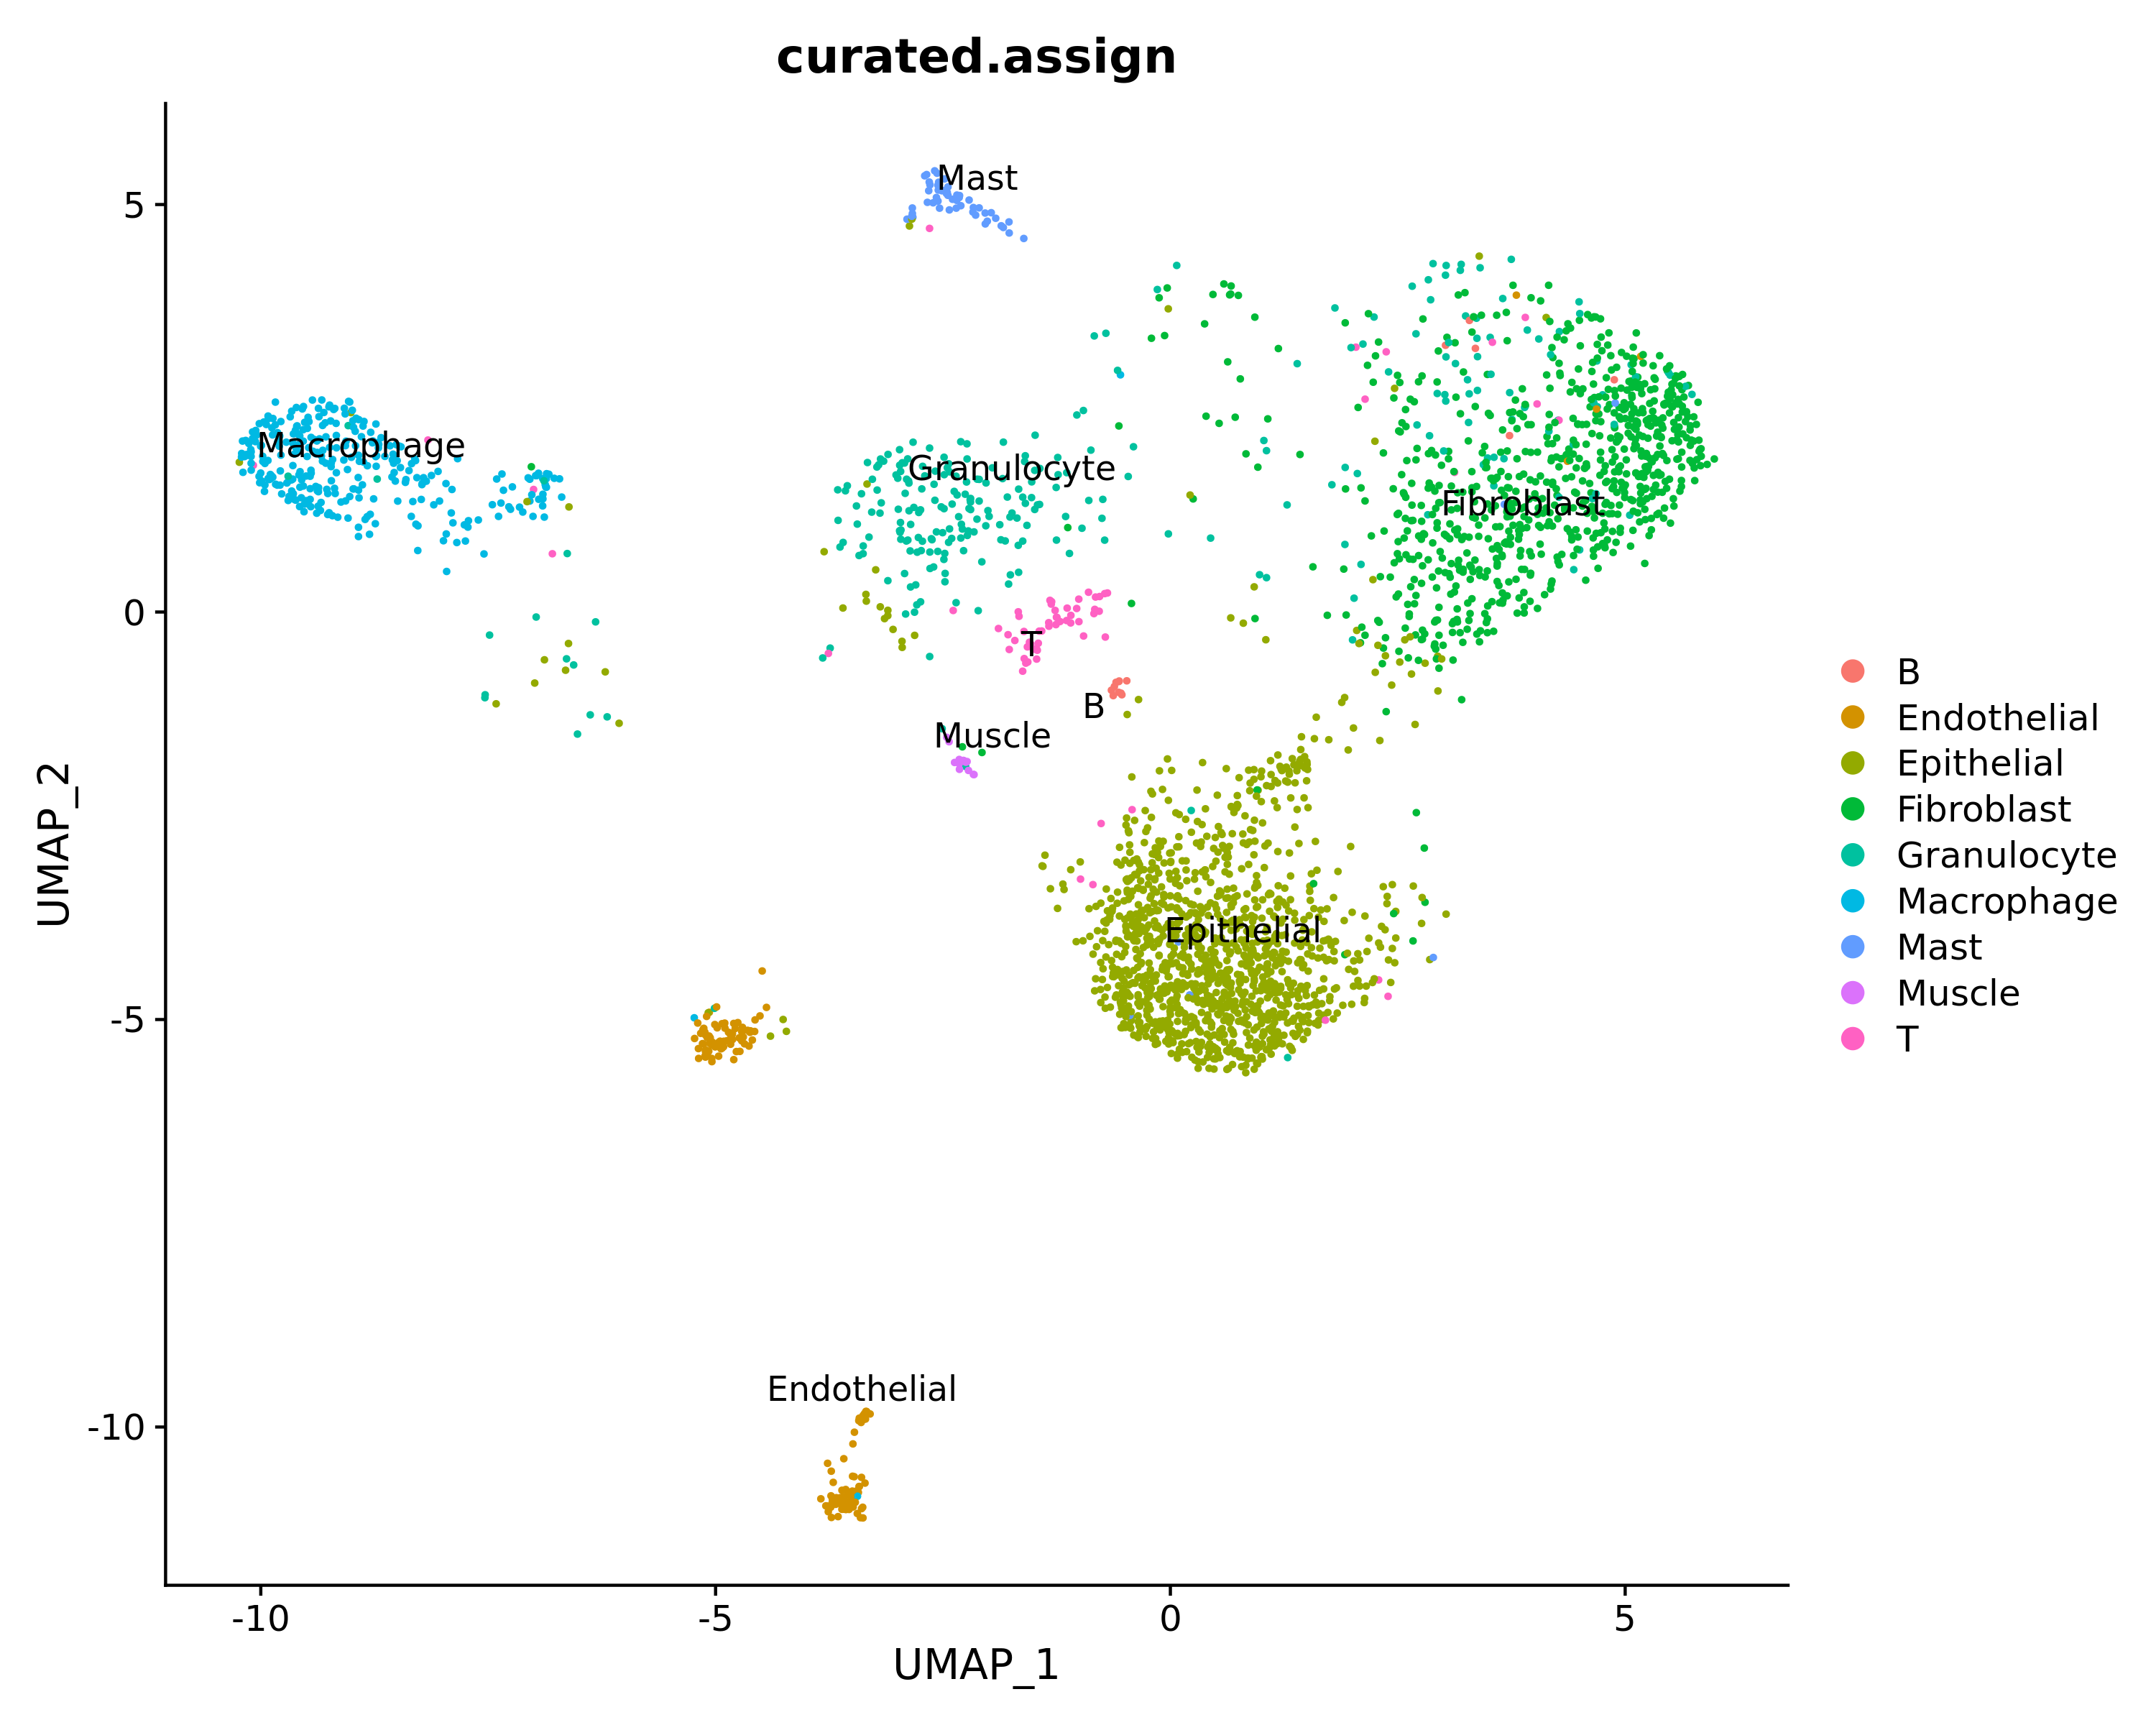 curated.assign
Mast
Macrophage
Granulocyte
Fibroblast
T
B
Muscle
Epithelial
Endothelial
5
0
-5
-10
UMAP_2
-10
-5
0
5
UMAP_1
B
Endothelial
Epithelial
Fibroblast
Granulocyte
Macrophage
Mast
Muscle
T